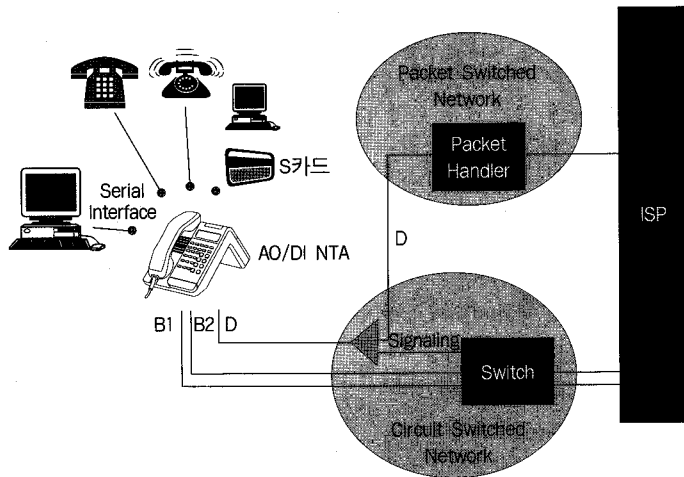 Packet Switched
Network
Packet
Handler
ISP
S카드
Serial
Interface
AO/DI NTA
D
B1
B2
D
Signaling
Switch
Circuit Switched
Network